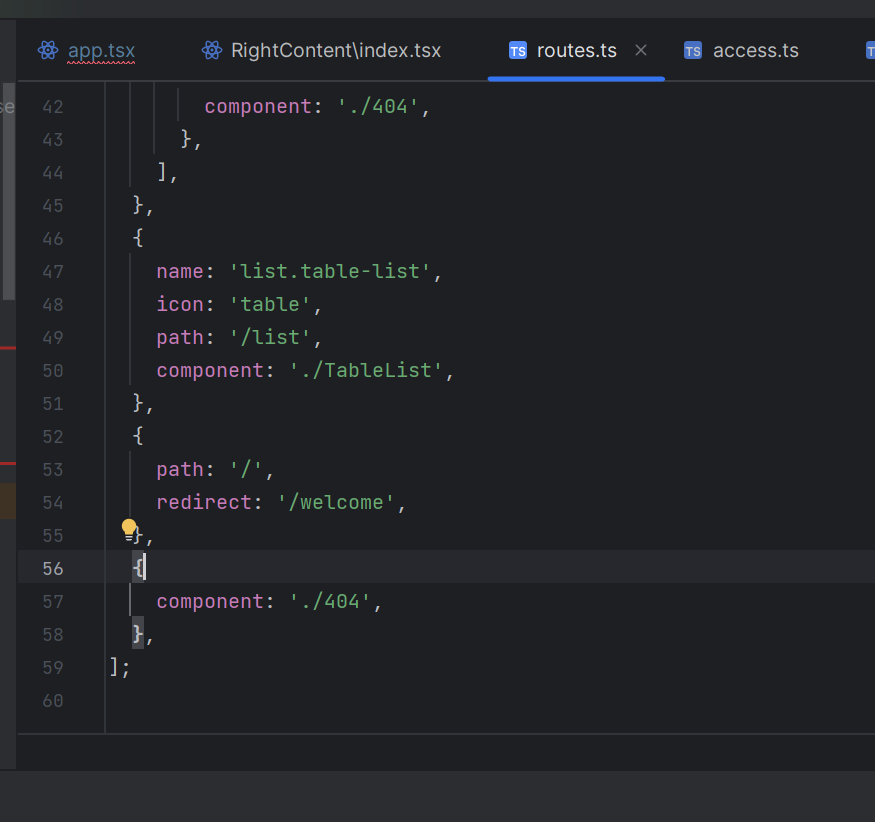 app.tsx RightContent\index.tsx TS routes.ts TS access.ts
se
42 component: './404',
43 },
44 ],
45 },
46 {
47 name: 'list.table-list',
48 icon: 'table',
49 path: '/list',
50 component: './TableList',
51 },
52 {
53 path: '/',
54 redirect: '/welcome',
55 },
56 {
57 component: './404',
58 },
59 ];
60